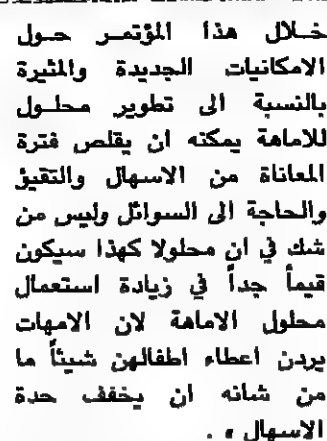 خلال هذا المؤتمر حول
الامكانيات الجديدة والمثيرة
بالنسبة الى تطوير محلول
للاماهة يمكنه ان يقلص فترة
المعاناة من الاسهال والتقيؤ
والحاجة الى السوائل وليس من
شك في ان محلولا كهذا سيكون
قيماً جداً في زيادة استعمال
محلول الاماهة لان الامهات
يردن اعطاء اطفالهن شيئاً ما
من شانه ان يخفف حدة
الاسهال » .